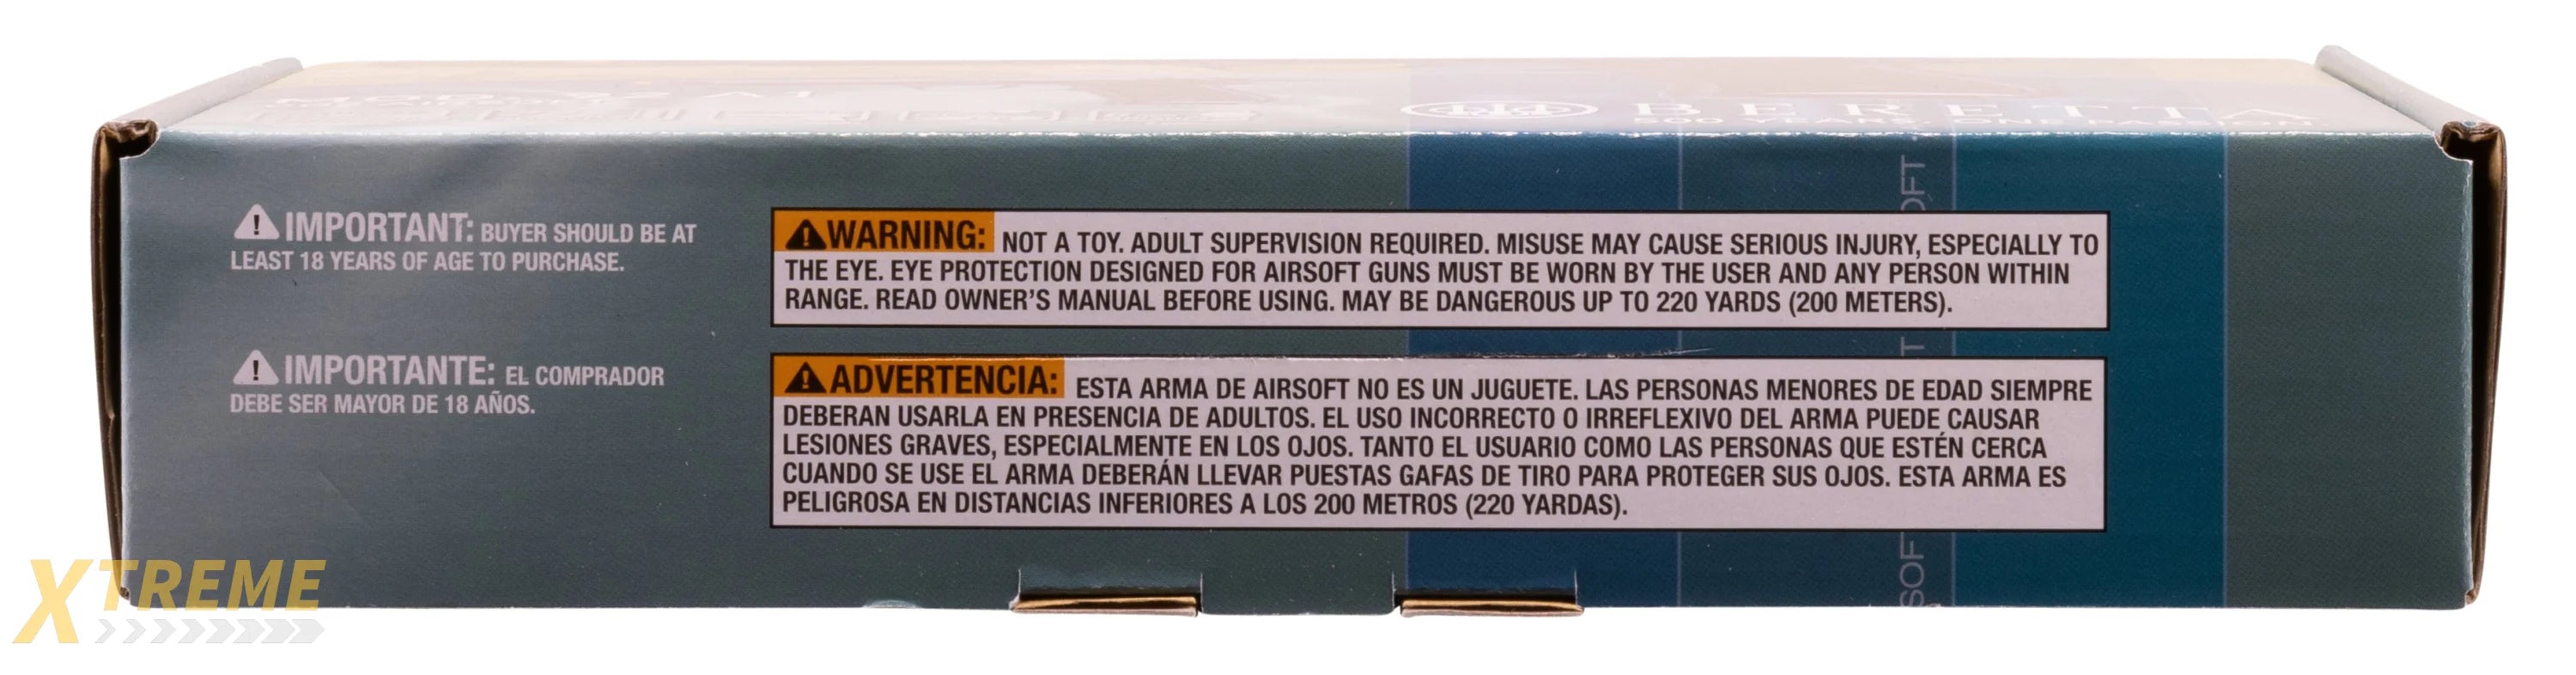 BERETTA
IMPORTANT: BUYER SHOULD BE AT
LEAST 18 YEARS OF AGE TO PURCHASE.
WARNING: NOT A TOY. ADULT SUPERVISION REQUIRED. MISUSE MAY CAUSE SERIOUS INJURY, ESPECIALLY TO
THE EYE. EYE PROTECTION DESIGNED FOR AIRSOFT GUNS MUST BE WORN BY THE USER AND ANY PERSON WITHIN
RANGE. READ OWNER'S MANUAL BEFORE USING. MAY BE DANGEROUS UP TO 220 YARDS (200 METERS).
IMPORTANTE: EL COMPRADOR
DEBE SER MAYOR DE 18 AÑOS.
ADVERTENCIA: ESTA ARMA DE AIRSOFT NO ES UN JUGUETE. LAS PERSONAS MENORES DE EDAD SIEMPRE
DEBERAN USARLA EN PRESENCIA DE ADULTOS. EL USO INCORRECTO O IRREFLEXIVO DEL ARMA PUEDE CAUSAR
LESIONES GRAVES, ESPECIALMENTE EN LOS OJOS. TANTO EL USUARIO COMO LAS PERSONAS QUE ESTÉN CERCA
CUANDO SE USE EL ARMA DEBERÁN LLEVAR PUESTAS GAFAS DE TIRO PARA PROTEGER SUS OJOS. ESTA ARMA ES
PELIGROSA EN DISTANCIAS INFERIORES A LOS 200 METROS (220 YARDAS).
XTREME